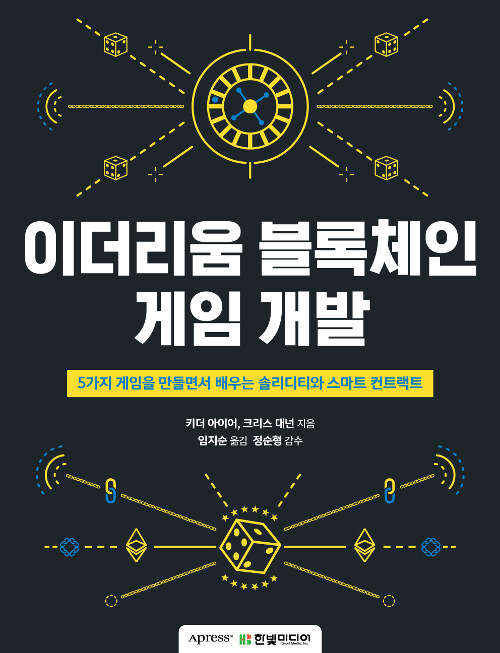 이더리움 블록체인
게임 개발
5가지 게임을 만들면서 배우는 솔리디티와 스마트 컨트랙트
키더 아이어, 크리스 대넌 지음
임지순 옮김 정순형 감수
Apress® HB 한빛미디어